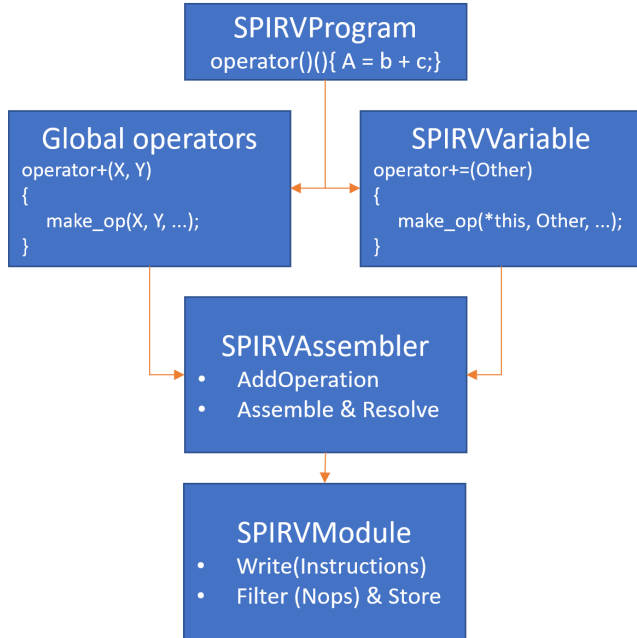 SPIRVProgram
operator()(){ A = b + c;}
Global operators
operator+(X, Y)
{
make_op(X, Y, ...);
}
SPIRVVariable
operator+=(Other)
{
make_op(*this, Other, ...);
}
SPIRVAssembler
• AddOperation
• Assemble & Resolve
SPIRVModule
• Write(Instructions)
• Filter (Nops) & Store